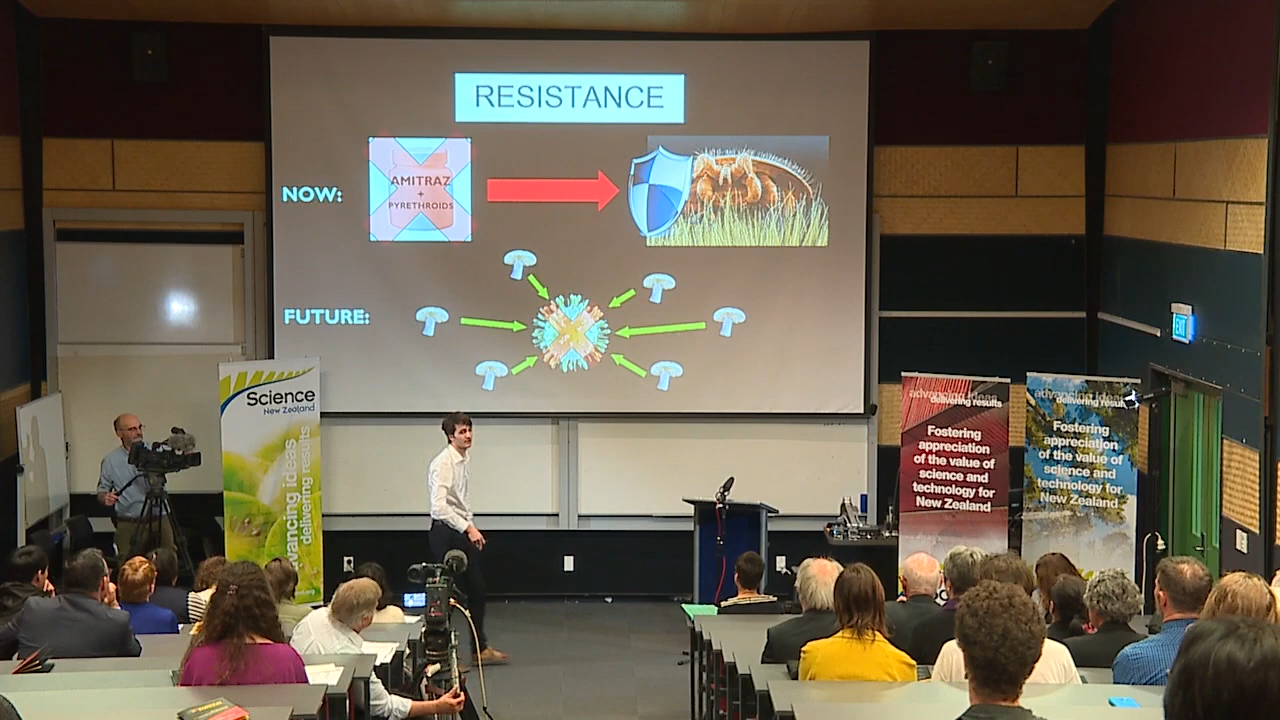 RESISTANCE
NOW:
AMITRAZ
+
PYRETHROIDS
FUTURE:
EXIT
Science
New Zealand
advancing ideas
delivering results
advancing ideas
delivering results
Fostering
appreciation
of the value of
science and
technology for
New Zealand
advancing ideas
delivering results
Fostering
appreciation
of the value of
science and
technology for
New Zealand